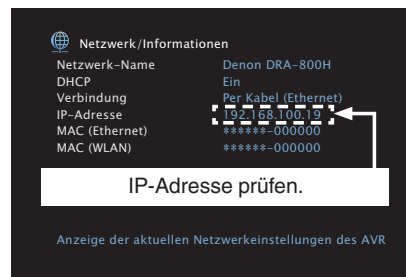 Netzwerk/Informationen
Netzwerk-Name Denon DRA-800H
DHCP Ein
Verbindung Per Kabel (Ethernet)
IP-Adresse 192.168.100.19
MAC (Ethernet) ******-000000
MAC (WLAN) ******-000000
IP-Adresse prüfen.
Anzeige der aktuellen Netzwerkeinstellungen des AVR